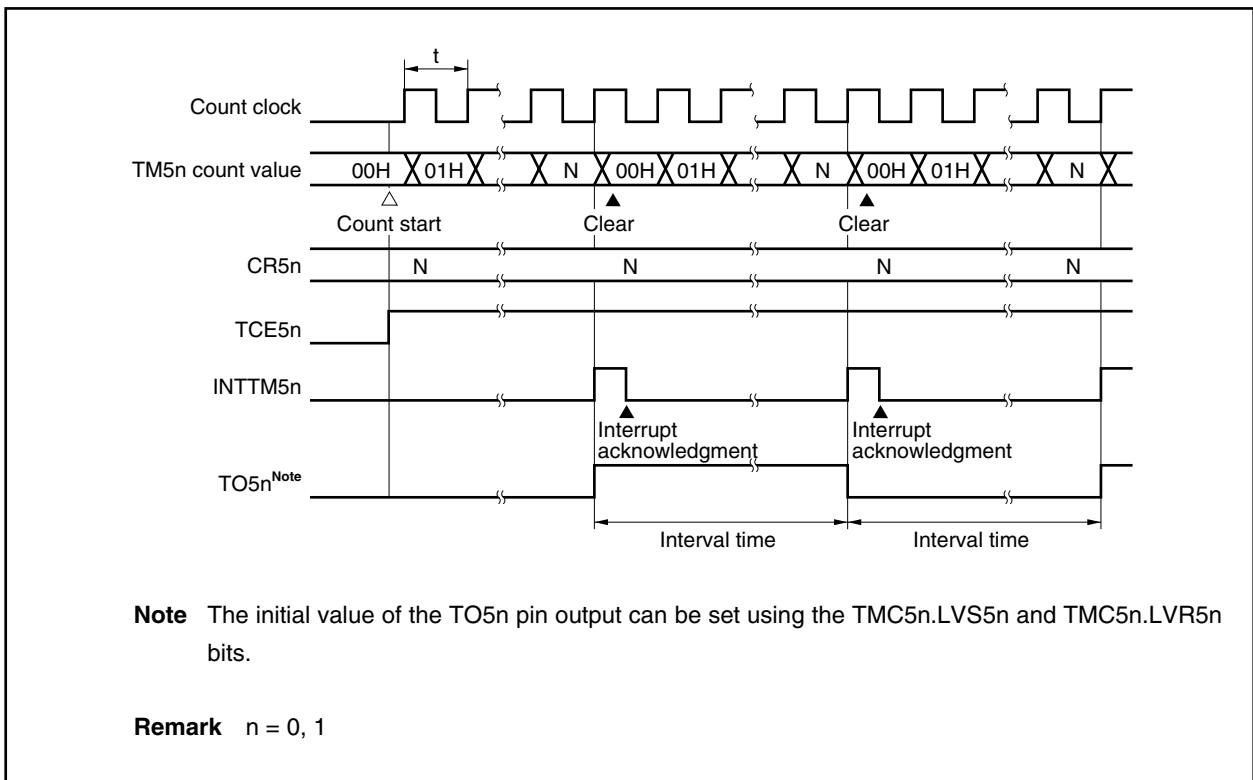 t
Count clock
TM5n count value 00H 01H N 00H 01H N 00H 01H N
Count start Clear Clear
CR5n N N N N
TCE5n
INTTM5n
Interrupt acknowledgment Interrupt acknowledgment
TO5nNote
Interval time Interval time
Note The initial value of the TO5n pin output can be set using the TMC5n.LVS5n and TMC5n.LVR5n
bits.
Remark n = 0, 1